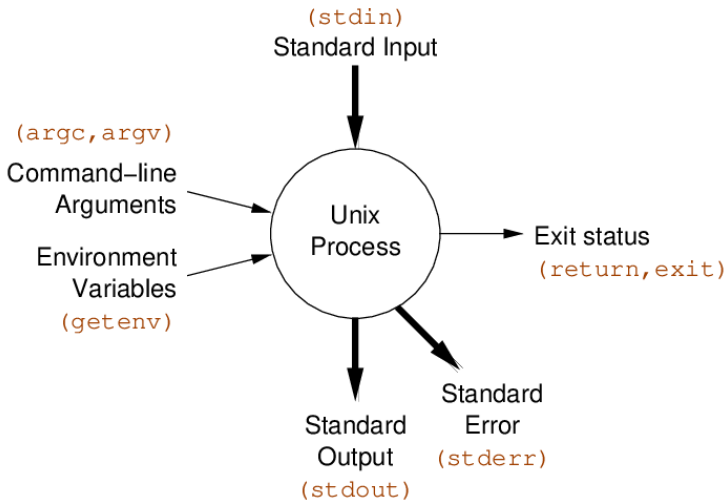 (stdin)
Standard Input
(argc,argv)
Command−line
Arguments
Environment
Variables
(getenv)
Unix
Process
Exit status
(return,exit)
Standard
Error
(stderr)
Standard
Output
(stdout)